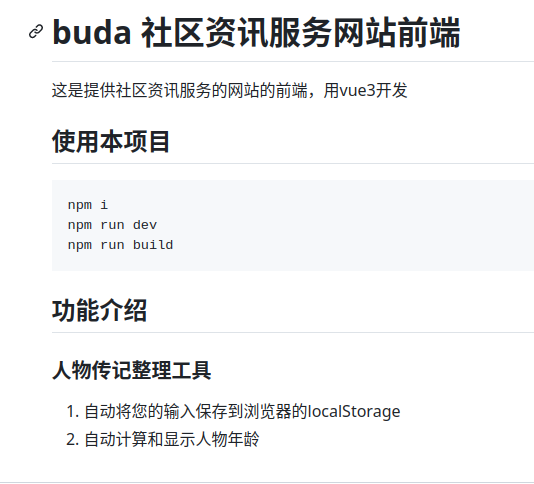 buda 社区资讯服务网站前端
这是提供社区资讯服务的网站的前端，用vue3开发
使用本项目
npm i
npm run dev
npm run build
功能介绍
人物传记整理工具
1. 自动将您的输入保存到浏览器的localStorage
2. 自动计算和显示人物年龄